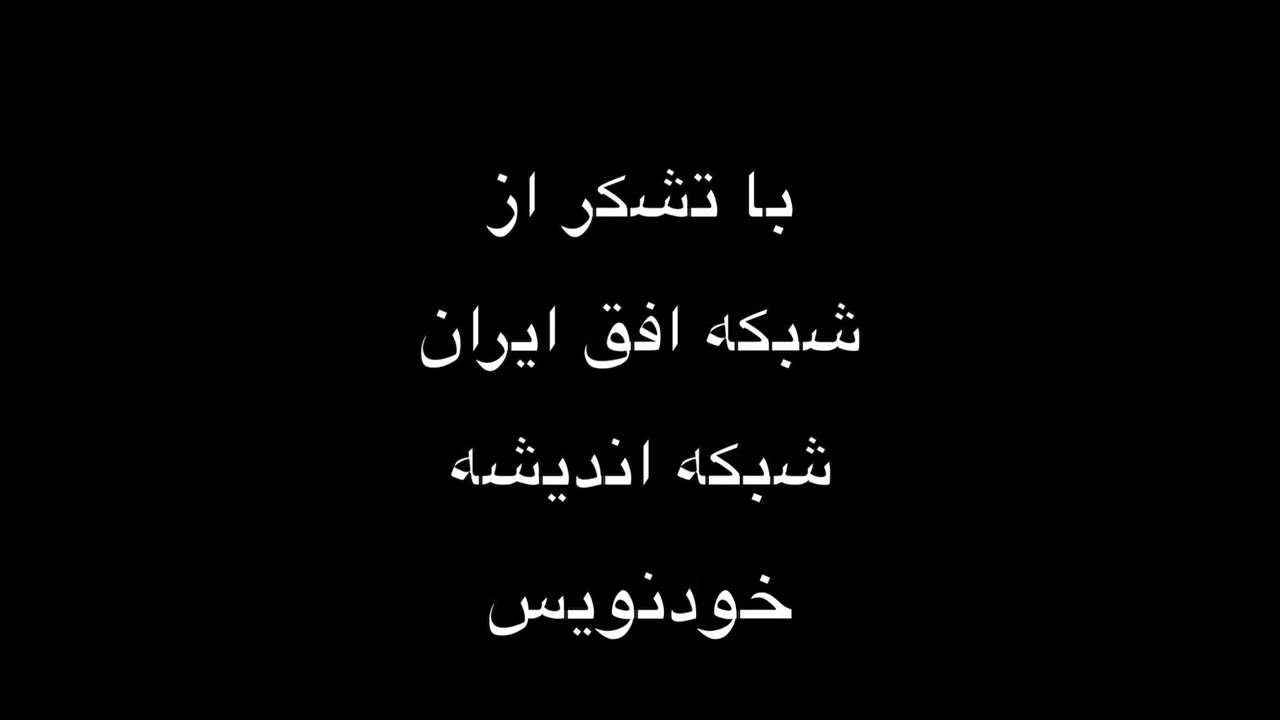 با تشکر از
شبکه افق ایران
شبکه اندیشه
خودنویس